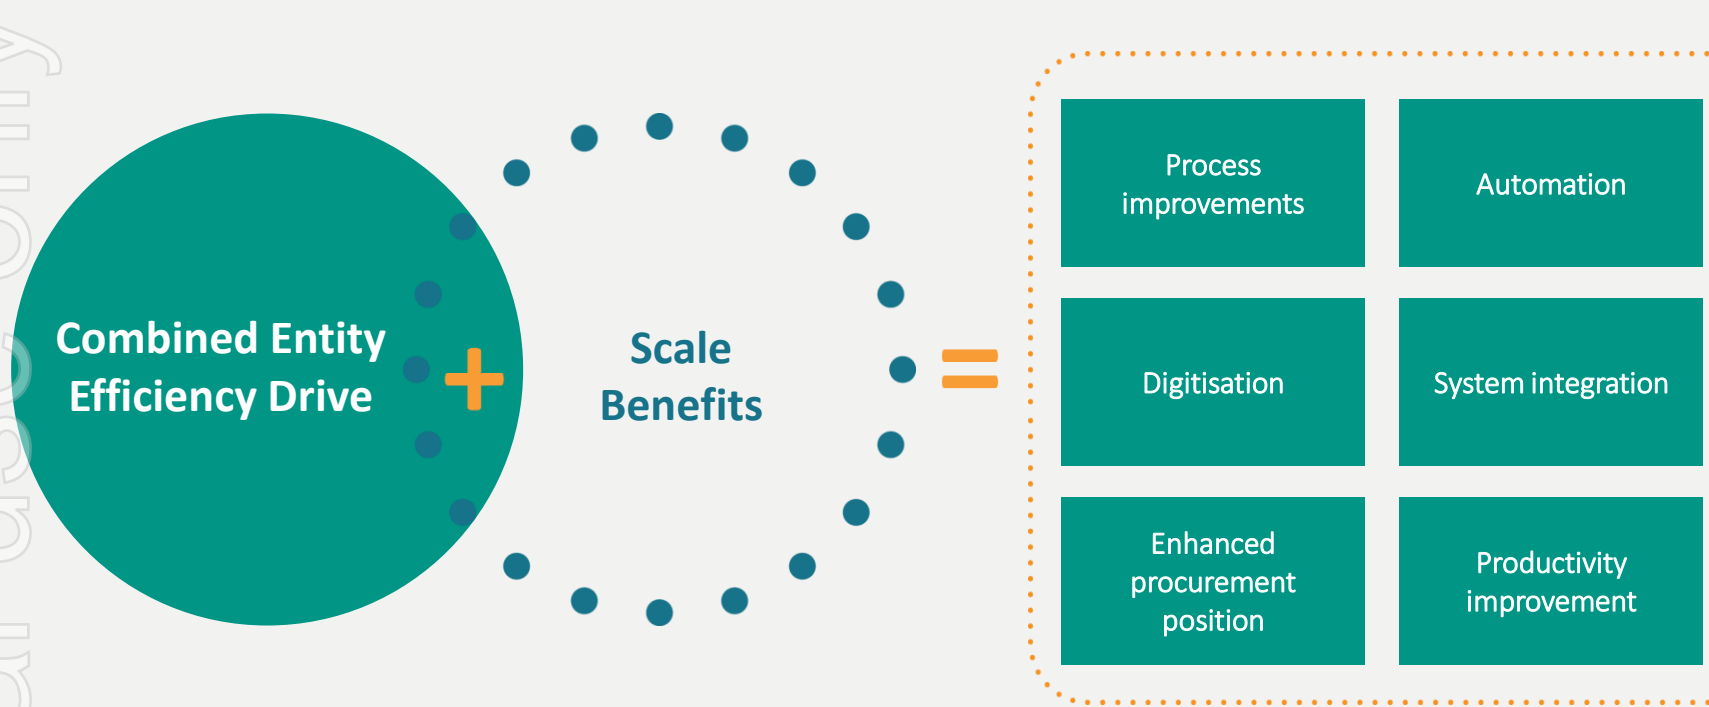 Combined Entity
Efficiency Drive
+
Scale
Benefits
=
Process
improvements
Automation
Digitisation
System integration
Enhanced
procurement
position
Productivity
improvement